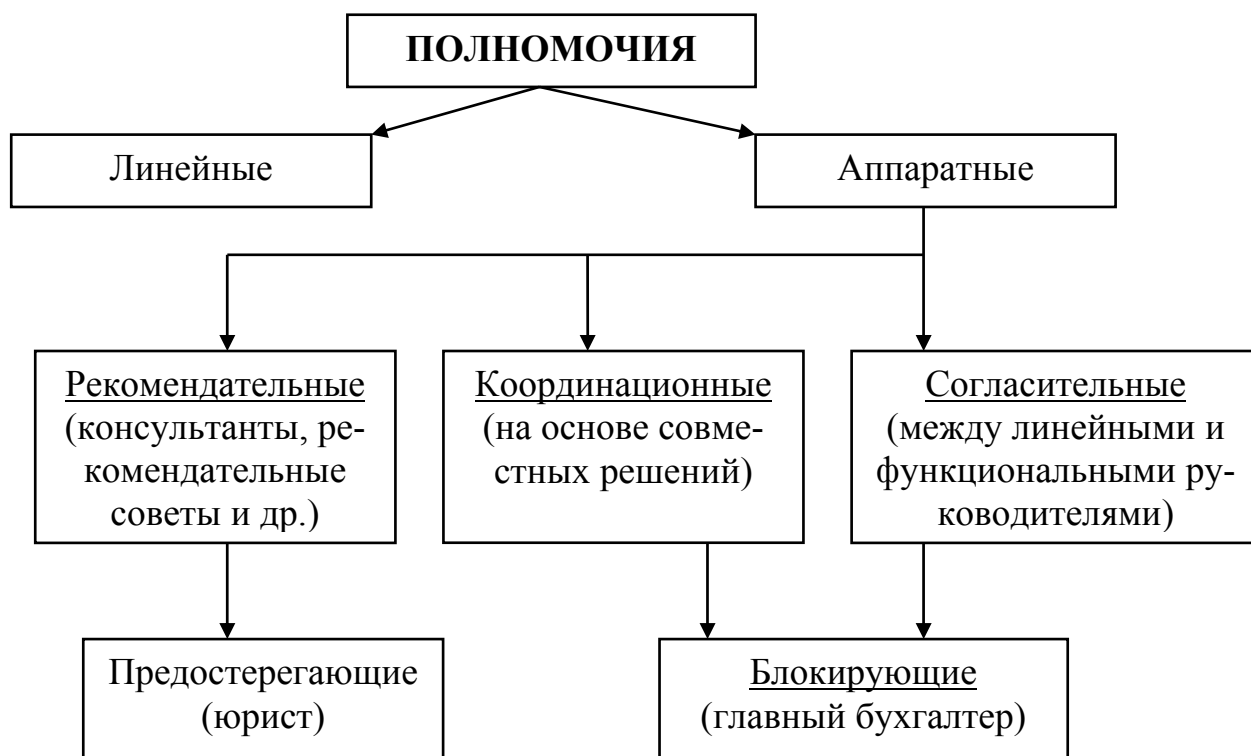 ПОЛНОМОЧИЯ
Линейные
Аппаратные
Рекомендательные
(консультанты, ре-
комендательные
советы и др.)
Координационные
(на основе совме-
стных решений)
Согласительные
(между линейными и
функциональными ру-
ководителями)
Предостерегающие
(юрист)
Блокирующие
(главный бухгалтер)